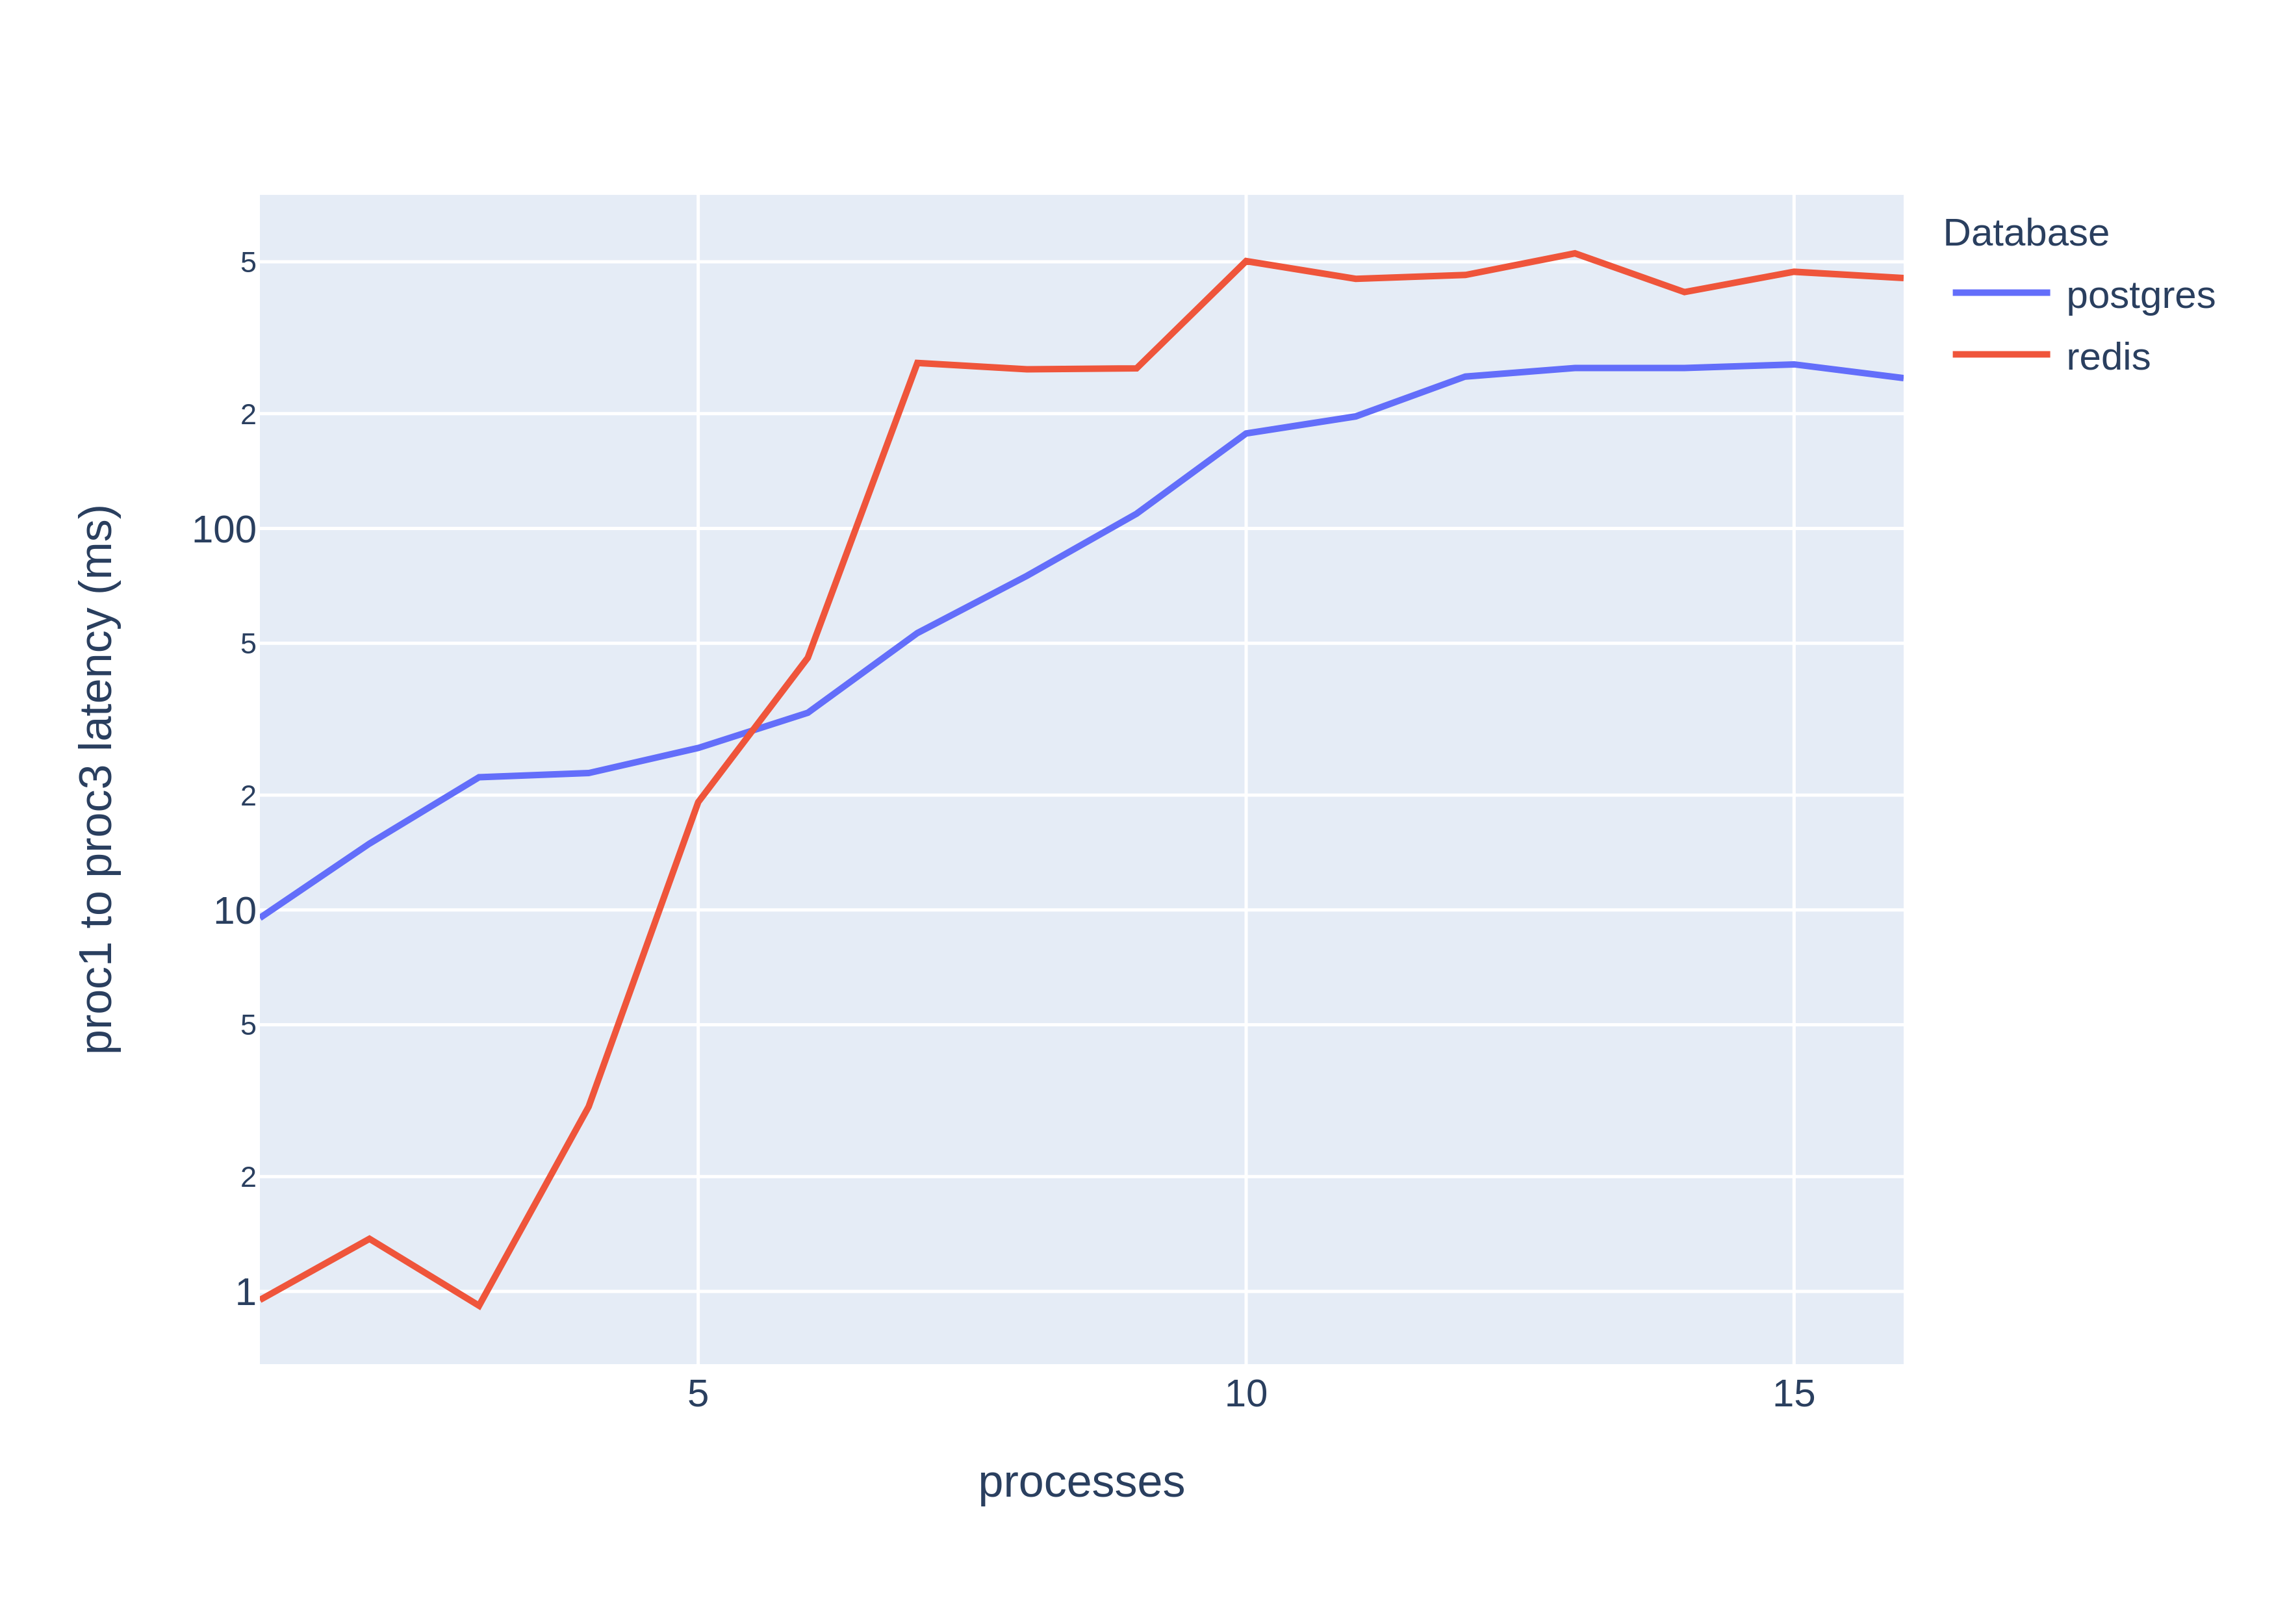 Database
postgres
redis
proc1 to proc3 latency (ms)
5
2
100
5
2
10
5
2
1
5 10 15
processes